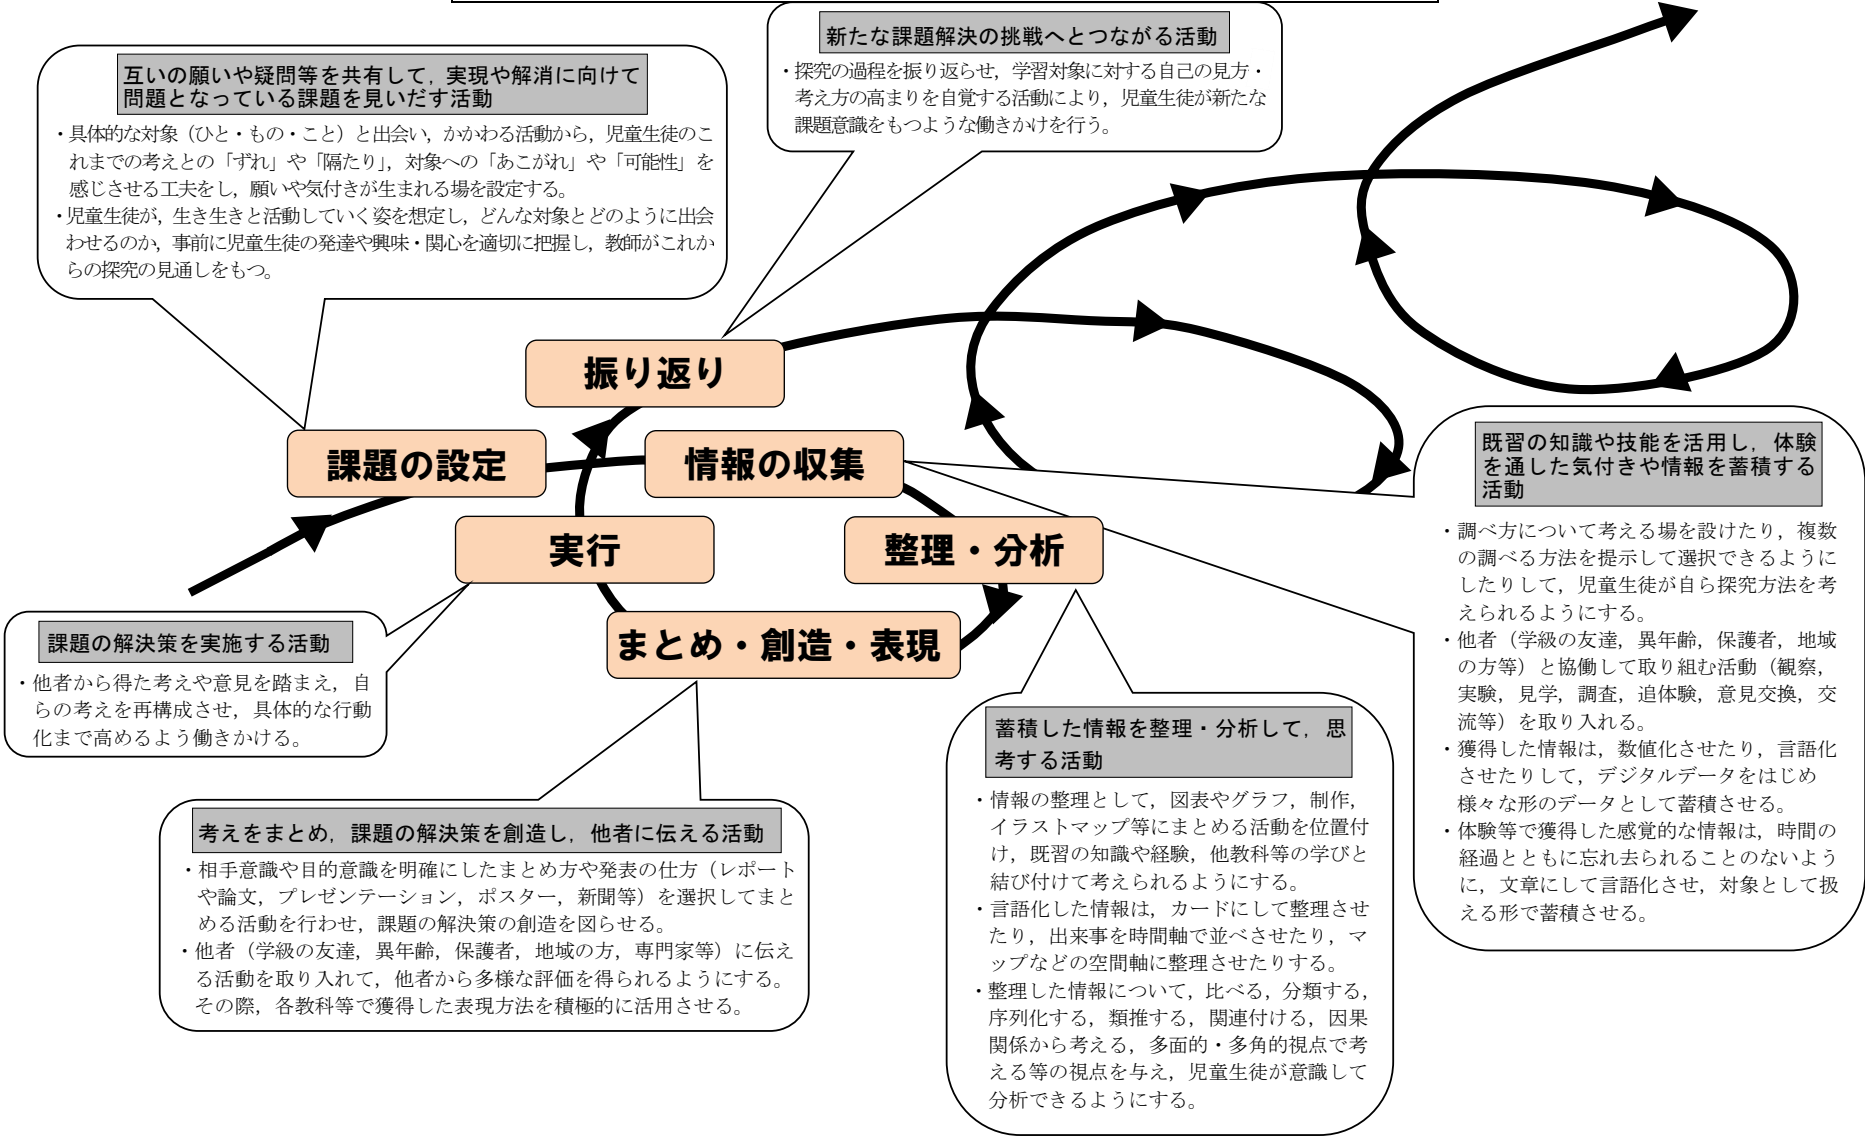 新たな課題解決の挑戦へとつながる活動
・探究の過程を振り返らせ，学習対象に対する自己の見方・
考え方の高まりを自覚する活動により，児童生徒が新たな
課題意識をもつような働きかけを行う。
互いの願いや疑問等を共有して，実現や解消に向けて
問題となっている課題を見いだす活動
・具体的な対象（ひと・もの・こと）と出会い，かかわる活動から，児童生徒のこ
れまでの考えとの「ずれ」や「隔たり」，対象への「あこがれ」や「可能性」を
感じさせる工夫をし，願いや気付きが生まれる場を設定する。
・児童生徒が，生き生きと活動していく姿を想定し，どんな対象とどのように出会
わせるのか，事前に児童生徒の発達や興味・関心を適切に把握し，教師がこれか
らの探究の見通しをもつ。
振り返り
課題の設定
情報の収集
実行
整理・分析
まとめ・創造・表現
課題の解決策を実施する活動
・他者から得た考えや意見を踏まえ，自
らの考えを再構成させ，具体的な行動
化まで高めるよう働きかける。
考えをまとめ，課題の解決策を創造し，他者に伝える活動
・相手意識や目的意識を明確にしたまとめ方や発表の仕方（レポート
や論文，プレゼンテーション，ポスター，新聞等）を選択してまと
める活動を行わせ，課題の解決策の創造を図らせる。
・他者（学級の友達，異年齢，保護者，地域の方，専門家等）に伝え
る活動を取り入れて，他者から多様な評価を得られるようにする。
その際，各教科等で獲得した表現方法を積極的に活用させる。
蓄積した情報を整理・分析して，思
考する活動
・情報の整理として，図表やグラフ，制作，
イラストマップ等にまとめる活動を位置付
け，既習の知識や経験，他教科等の学びと
結び付けて考えられるようにする。
・言語化した情報は，カードにして整理させ
たり，出来事を時間軸で並べさせたり，マ
ップなどの空間軸に整理させたりする。
・整理した情報について，比べる，分類する，
序列化する，類推する，関連付ける，因果
関係から考える，多面的・多角的視点で考
える等の視点を与え，児童生徒が意識して
分析できるようにする。
既習の知識や技能を活用し，体験
を通した気付きや情報を蓄積する
活動
・調べ方について考える場を設けたり，複数
の調べる方法を提示して選択できるように
したりして，児童生徒が自ら探究方法を考
えられるようにする。
・他者（学級の友達，異年齢，保護者，地域
の方等）と協働して取り組む活動（観察，
実験，見学，調査，追体験，意見交換，交
流等）を取り入れる。
・獲得した情報は，数値化させたり，言語化
させたりして，デジタルデータをはじめ
様々な形のデータとして蓄積させる。
・体験等で獲得した感覚的な情報は，時間の
経過とともに忘れ去られることのないよう
に，文章にして言語化させ，対象として扱
える形で蓄積させる。